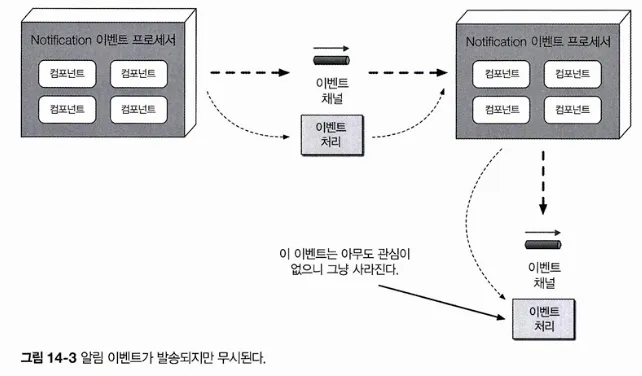 Notification 이벤트 프로세서
컴포넌트
컴포넌트
컴포넌트
컴포넌트
이벤트
채널
이벤트
처리
Notification 이벤트 프로세서
컴포넌트
컴포넌트
컴포넌트
컴포넌트
이벤트
채널
이벤트
처리
이 이벤트는 아무도 관심이
없으니 그냥 사라진다.
그림 14-3 알림 이벤트가 발송되지만 무시된다.